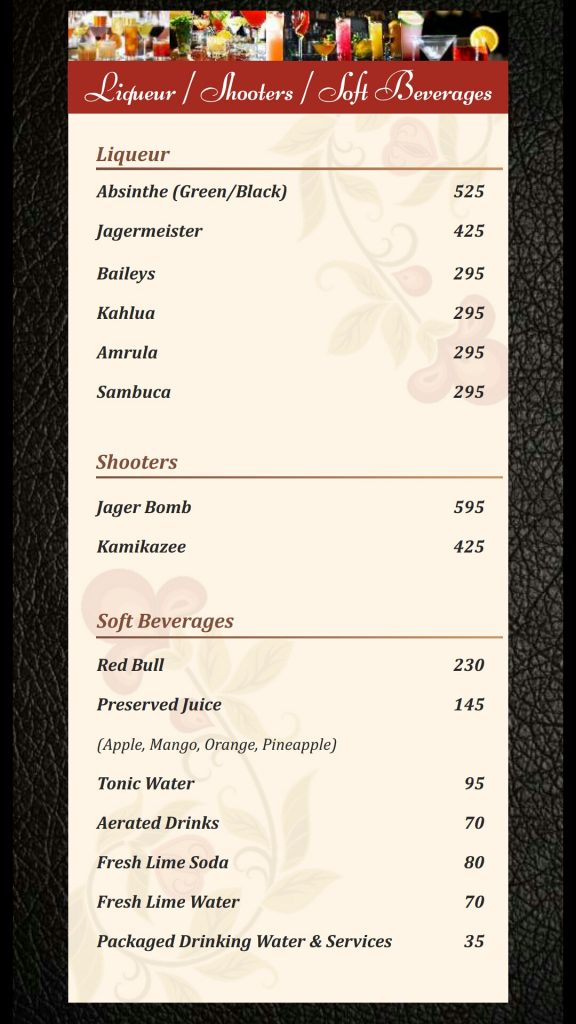 Liqueur / Shooters / Soft Beverages
Liqueur
Absinthe (Green/Black) 525
Jagermeister 425
Baileys 295
Kahlua 295
Amrula 295
Sambuca 295
Shooters
Jager Bomb 595
Kamikazee 425
Soft Beverages
Red Bull 230
Preserved Juice 145
(Apple, Mango, Orange, Pineapple)
Tonic Water 95
Aerated Drinks 70
Fresh Lime Soda 80
Fresh Lime Water 70
Packaged Drinking Water & Services 35